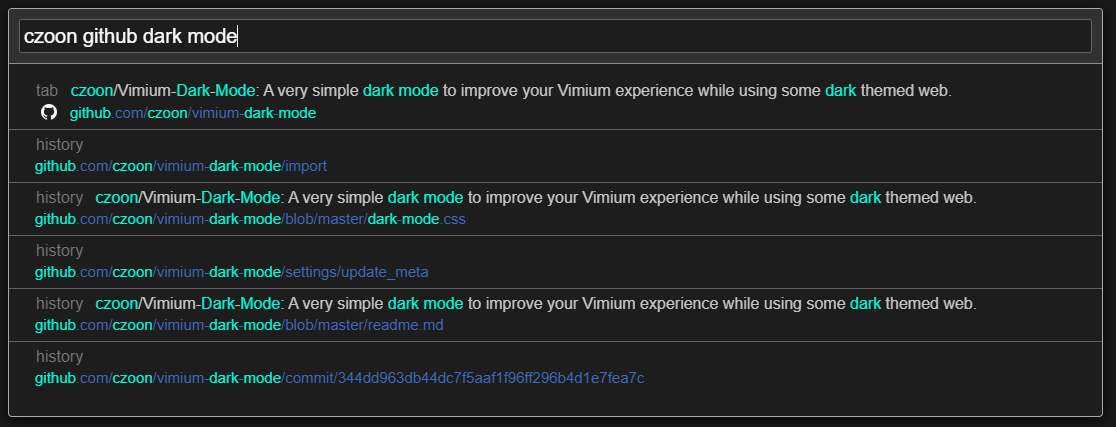 czoon github dark mode
tab czoon/Vimium-Dark-Mode: A very simple dark mode to improve your Vimium experience while using some dark themed web.
github.com/czoon/vimium-dark-mode
history
github.com/czoon/vimium-dark-mode/import
history czoon/Vimium-Dark-Mode: A very simple dark mode to improve your Vimium experience while using some dark themed web.
github.com/czoon/vimium-dark-mode/blob/master/dark-mode.css
history
github.com/czoon/vimium-dark-mode/settings/update_meta
history czoon/Vimium-Dark-Mode: A very simple dark mode to improve your Vimium experience while using some dark themed web.
github.com/czoon/vimium-dark-mode/blob/master/readme.md
history
github.com/czoon/vimium-dark-mode/commit/344dd963db44dc7f5aaf1f96ff296b4d1e7fea7c